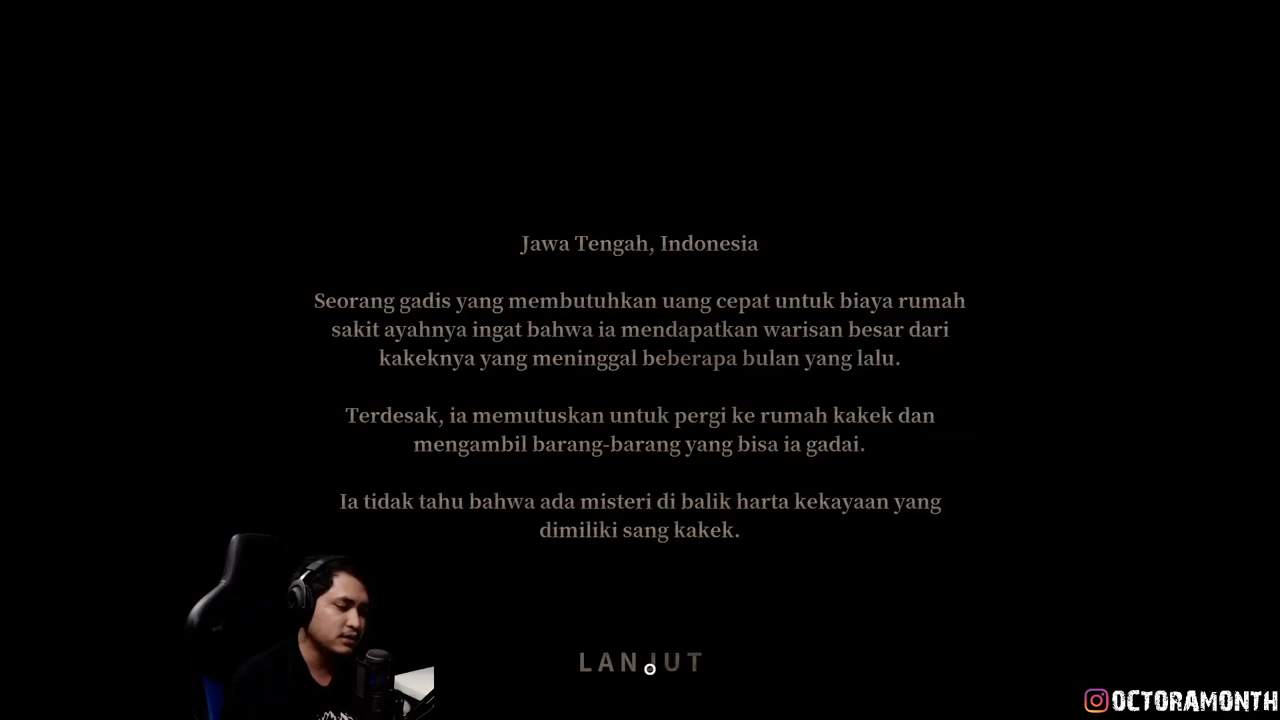 Jawa Tengah, Indonesia
Seorang gadis yang membutuhkan uang cepat untuk biaya rumah
sakit ayahnya ingat bahwa ia mendapatkan warisan besar dari
kakeknya yang meninggal beberapa bulan yang lalu.
Terdesak, ia memutuskan untuk pergi ke rumah kakek dan
mengambil barang-barang yang bisa ia gadai.
Ia tidak tahu bahwa ada misteri di balik harta kekayaan yang
dimiliki sang kakek.
LANJUT
OCTORAMONTH